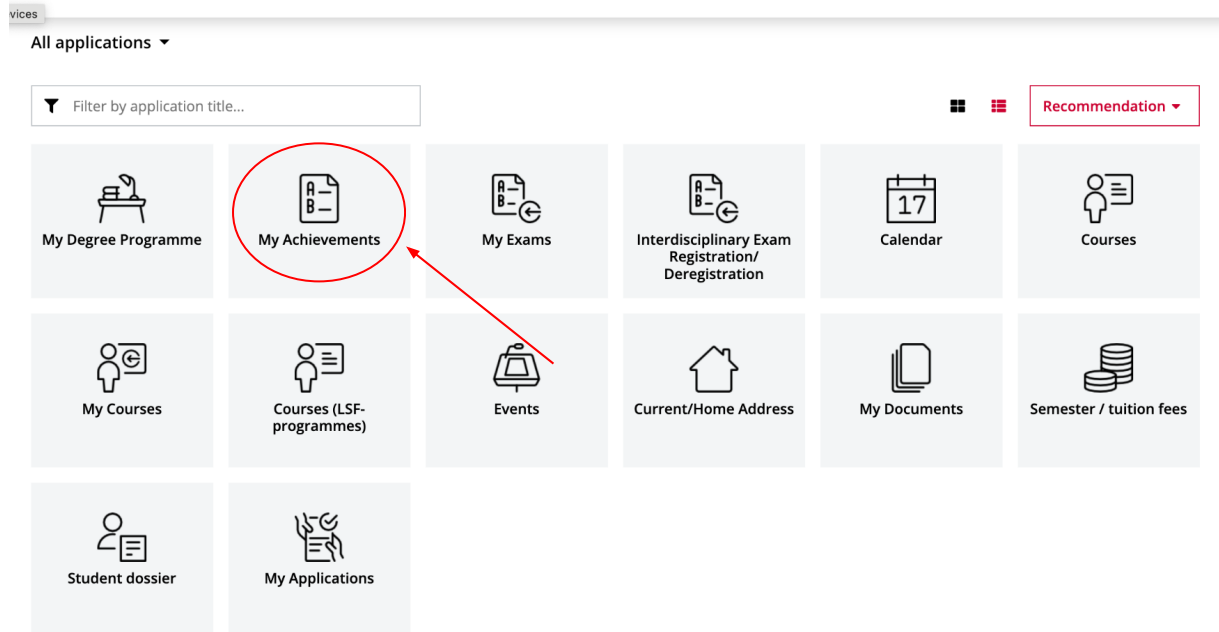 vices
All applications
Filter by application title...
Recommendation
My Degree Programme
My Achievements
My Exams
Interdisciplinary Exam
Registration/
Deregistration
Calendar
17
Courses
My Courses
Courses (LSF-
programmes)
Events
Current/Home Address
My Documents
Semester / tuition fees
Student dossier
My Applications